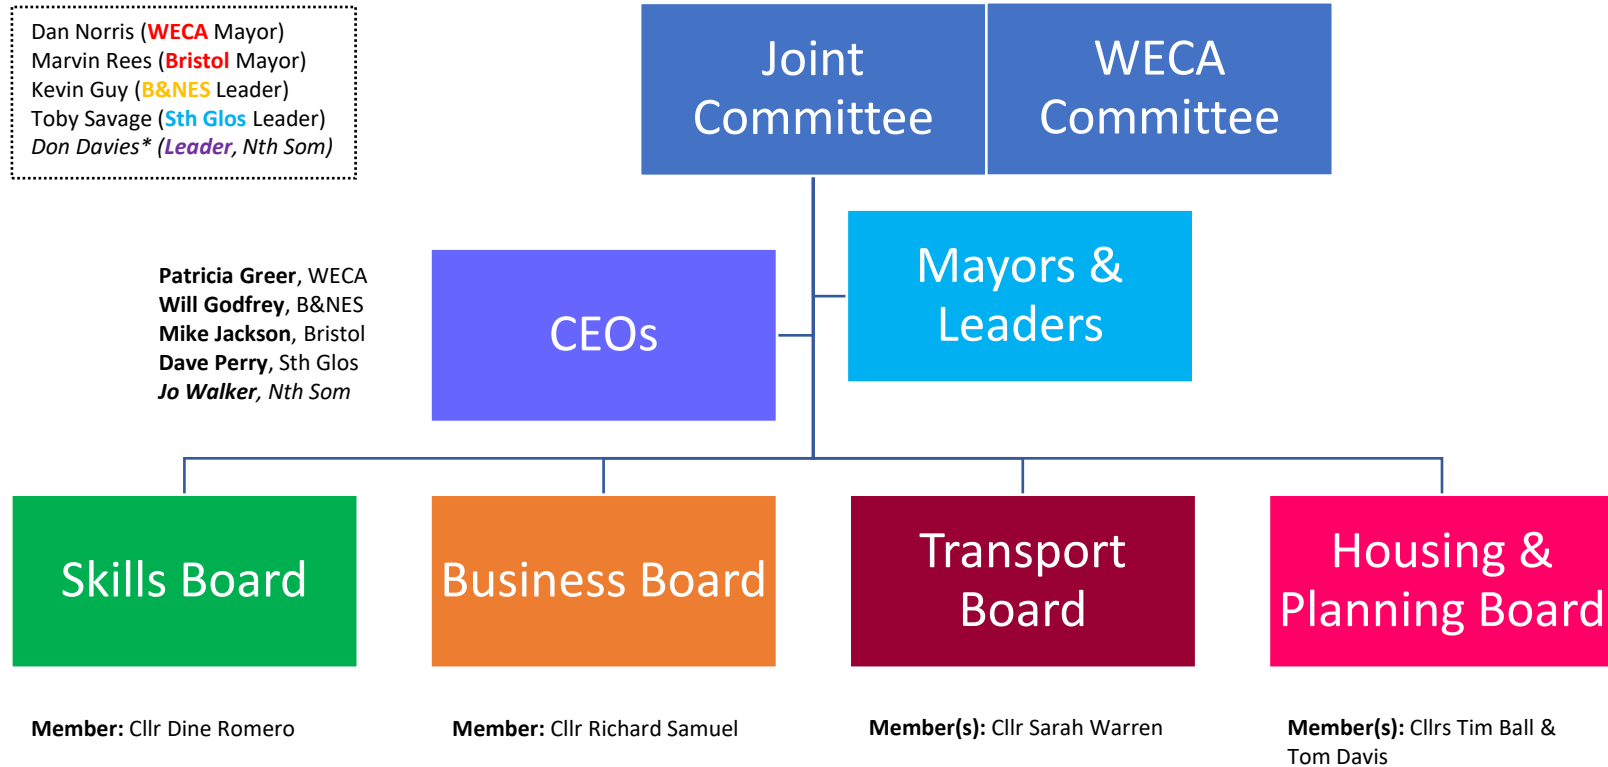 Dan Norris (WECA Mayor)
Marvin Rees (Bristol Mayor)
Kevin Guy (B&NES Leader)
Toby Savage (Sth Glos Leader)
Don Davies* (Leader, Nth Som)
Joint
Committee
WECA
Committee
Mayors &
Leaders
Patricia Greer, WECA
Will Godfrey, B&NES
Mike Jackson, Bristol
Dave Perry, Sth Glos
Jo Walker, Nth Som
CEOs
Skills Board
Business Board
Transport
Board
Housing &
Planning Board
Member: Cllr Dine Romero
Member: Cllr Richard Samuel
Member(s): Cllr Sarah Warren
Member(s): Cllrs Tim Ball &
Tom Davis